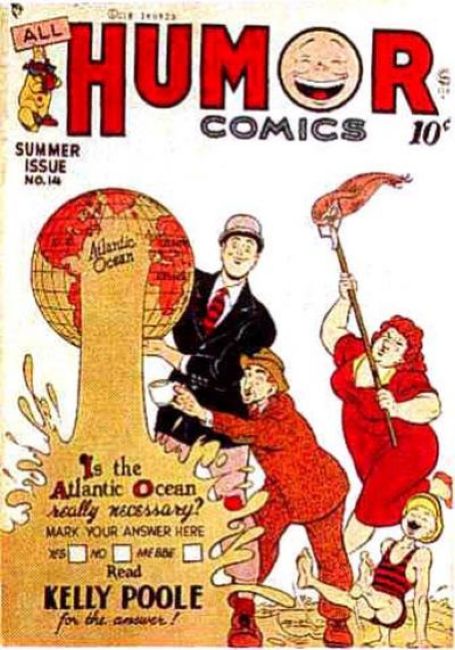 ALL
HUMOR
COMICS
10¢
SUMMER
ISSUE
NO. 14
Atlantic
Ocean
Is the
Atlantic Ocean
really necessary?
MARK YOUR ANSWER HERE
YES NO MEBBE
Read
KELLY POOLE
for the answer!